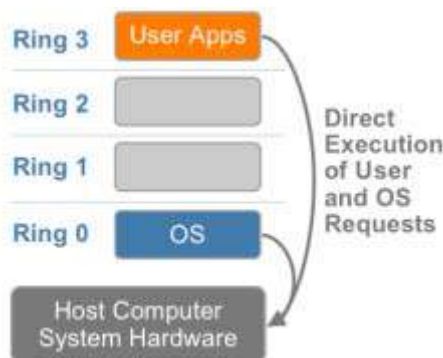 Ring 3
User Apps
Ring 2
Ring 1
Ring 0
OS
Direct
Execution
of User
and OS
Requests
Host Computer
System Hardware